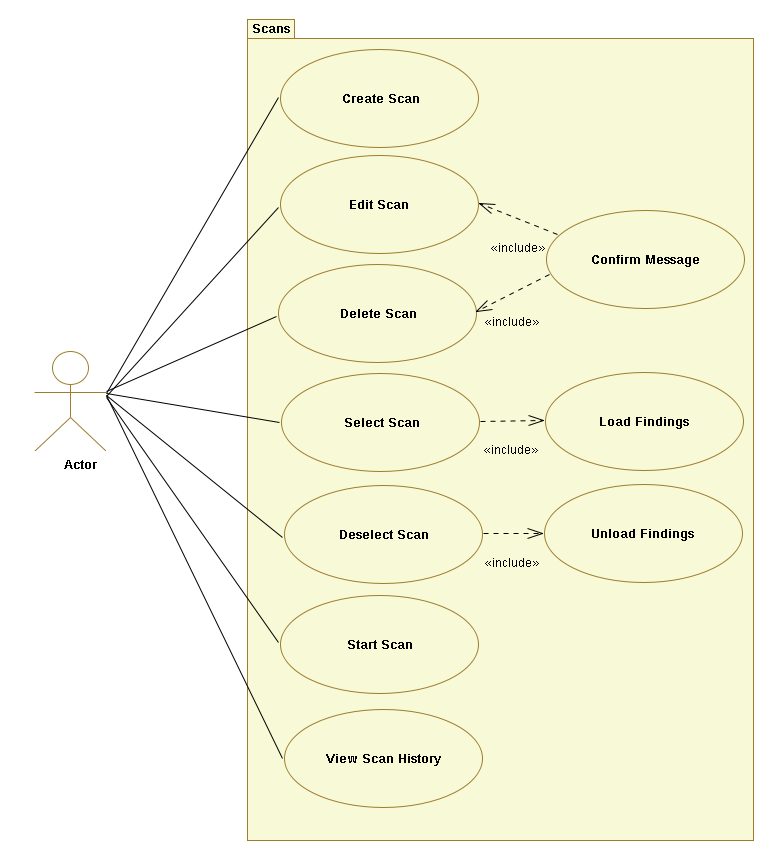 Scans
Create Scan
Edit Scan
«include»
Confirm Message
Delete Scan
«include»
Select Scan
Load Findings
«include»
Actor
Deselect Scan
Unload Findings
«include»
Start Scan
View Scan History